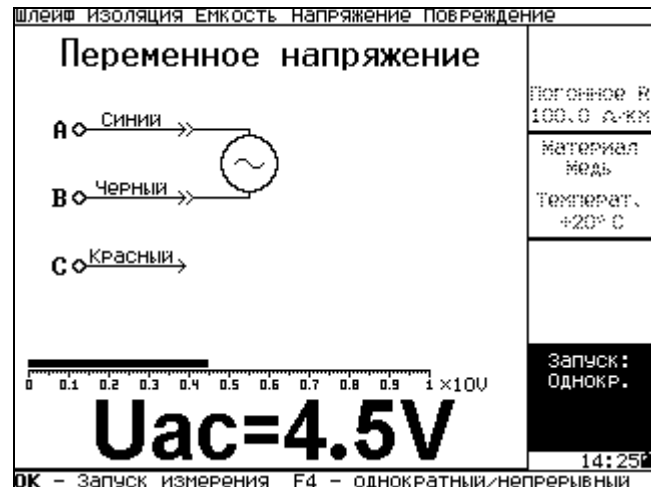 Шлейф Изоляция Емкость Напряжение Повреждение
Переменное напряжение
Погонное R
100.0 Ω/км
A Синий
Материал
Медь
B Черный
Температ.
+20° C
C Красный
Запуск:
Однокр.
0 0.1 0.2 0.3 0.4 0.5 0.6 0.7 0.8 0.9 1 ×10V
Uac=4.5V
14:25
OK – Запуск измерения F4 – однократный/непрерывный